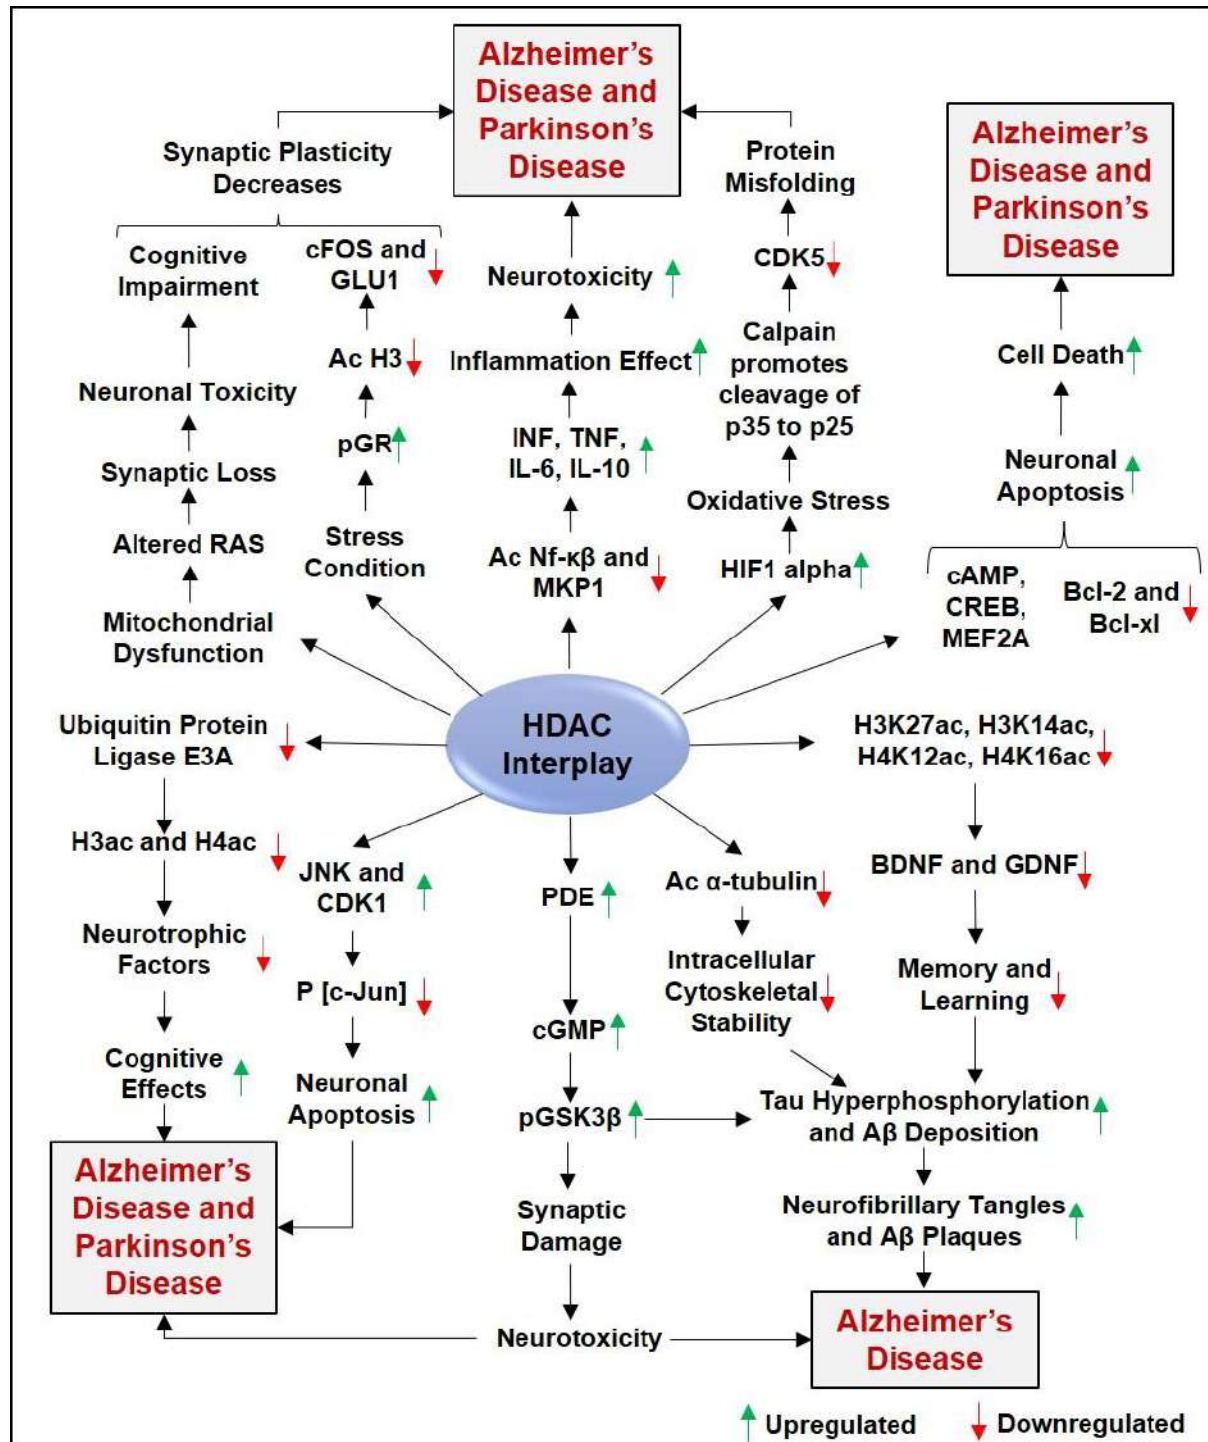 Alzheimer's
Disease and
Parkinson's
Disease
Synaptic Plasticity
Decreases
Protein
Misfolding
Alzheimer's
Disease and
Parkinson's
Disease
Cognitive
Impairment
cFOS and
GLU1
Neurotoxicity
CDK5
Ac H3
Inflammation Effect
Calpain
promotes
cleavage of
p35 to p25
Cell Death
Neuronal Toxicity
pGR
INF, TNF,
IL-6, IL-10
Neuronal
Apoptosis
Synaptic Loss
Oxidative Stress
Altered RAS
Stress
Condition
Ac Nf-κβ and
MKP1
HIF1 alpha
cAMP,
CREB,
MEF2A
Bcl-2 and
Bcl-xl
Mitochondrial
Dysfunction
HDAC
Interplay
Ubiquitin Protein
Ligase E3A
H3K27ac, H3K14ac,
H4K12ac, H4K16ac
H3ac and H4ac
JNK and
CDK1
PDE
Ac α-tubulin
BDNF and GDNF
Neurotrophic
Factors
P [c-Jun]
cGMP
Intracellular
Cytoskeletal
Stability
Memory and
Learning
Cognitive
Effects
Neuronal
Apoptosis
pGSK3β
Tau Hyperphosphorylation
and Aβ Deposition
Alzheimer's
Disease and
Parkinson's
Disease
Synaptic
Damage
Neurofibrillary Tangles
and Aβ Plaques
Neurotoxicity
Alzheimer's
Disease
Upregulated
Downregulated